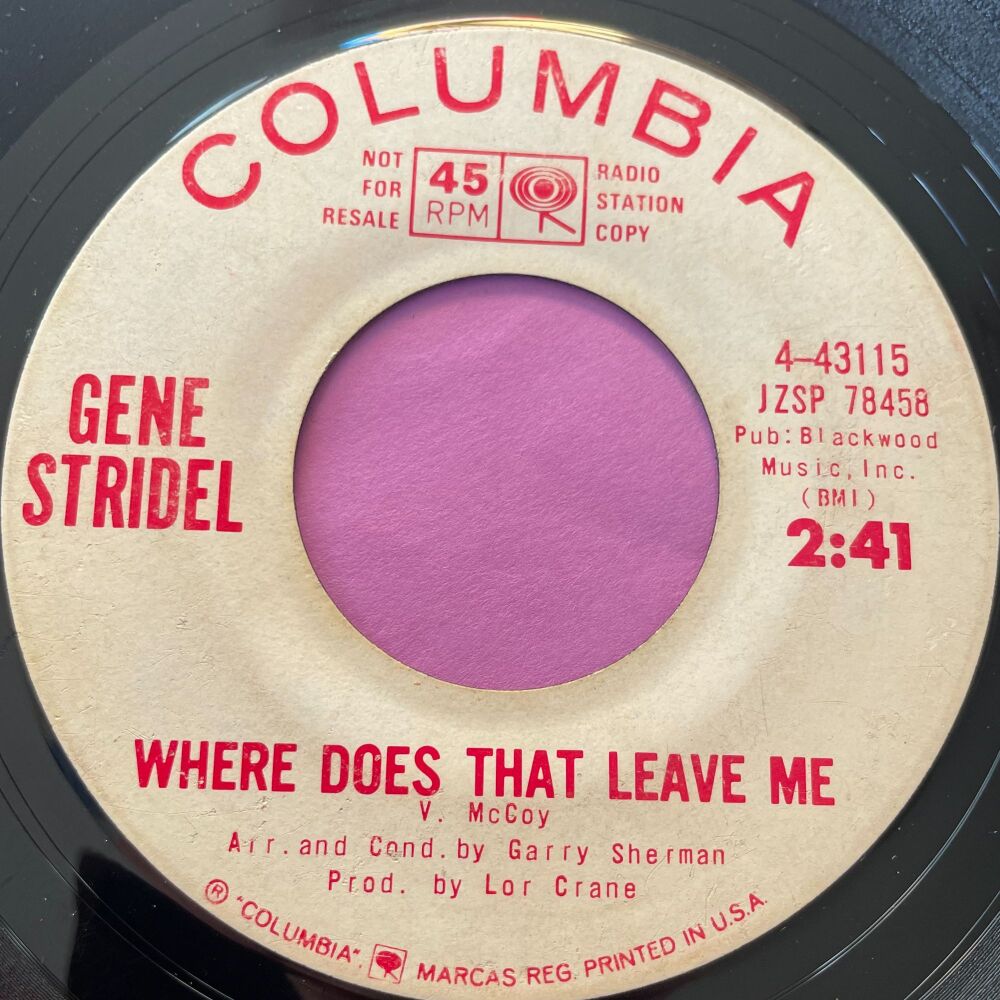 COLUMBIA
NOT
FOR
RESALE
45
RPM
RADIO
STATION
COPY
GENE
STRIDEL
4-43115
JZSP 78458
Pub: Blackwood
Music, Inc.
(BMI)
2:41
WHERE DOES THAT LEAVE ME
V. McCoy
Arr. and Cond. by Garry Sherman
Prod. by Lor Crane
® "COLUMBIA", MARCAS REG. PRINTED IN U.S.A.